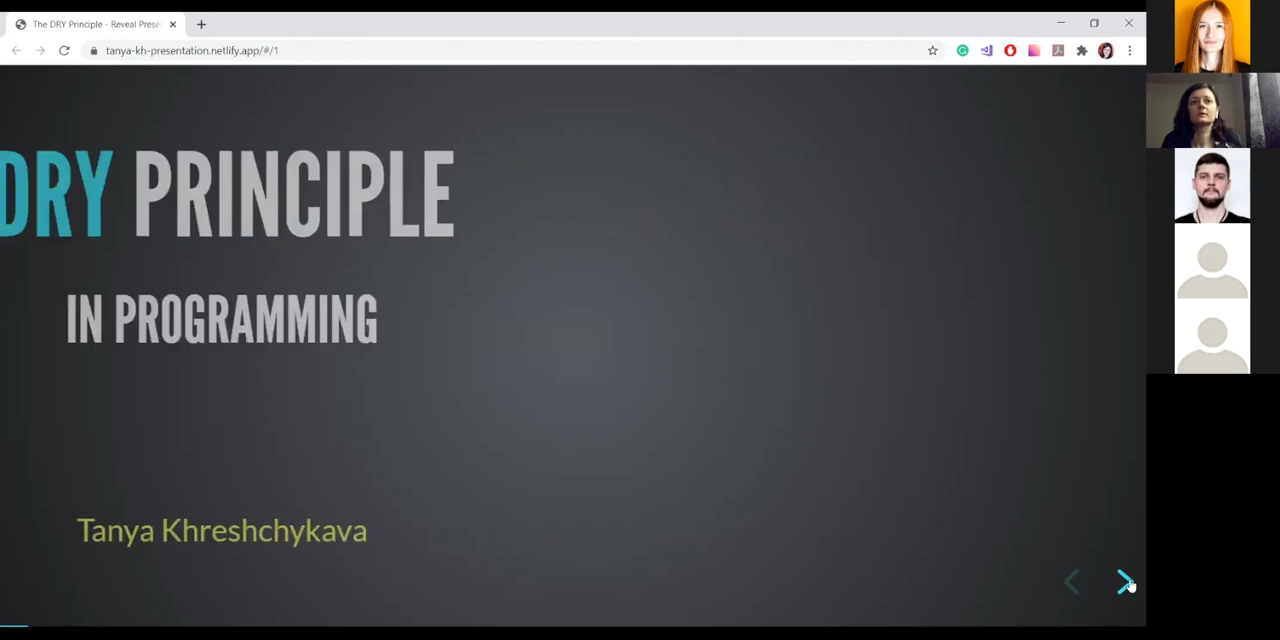 The DRY Principle - Reveal Prese
tanya-kh-presentation.netlify.app/#/1
DRY PRINCIPLE
IN PROGRAMMING
Tanya Khreshchykava